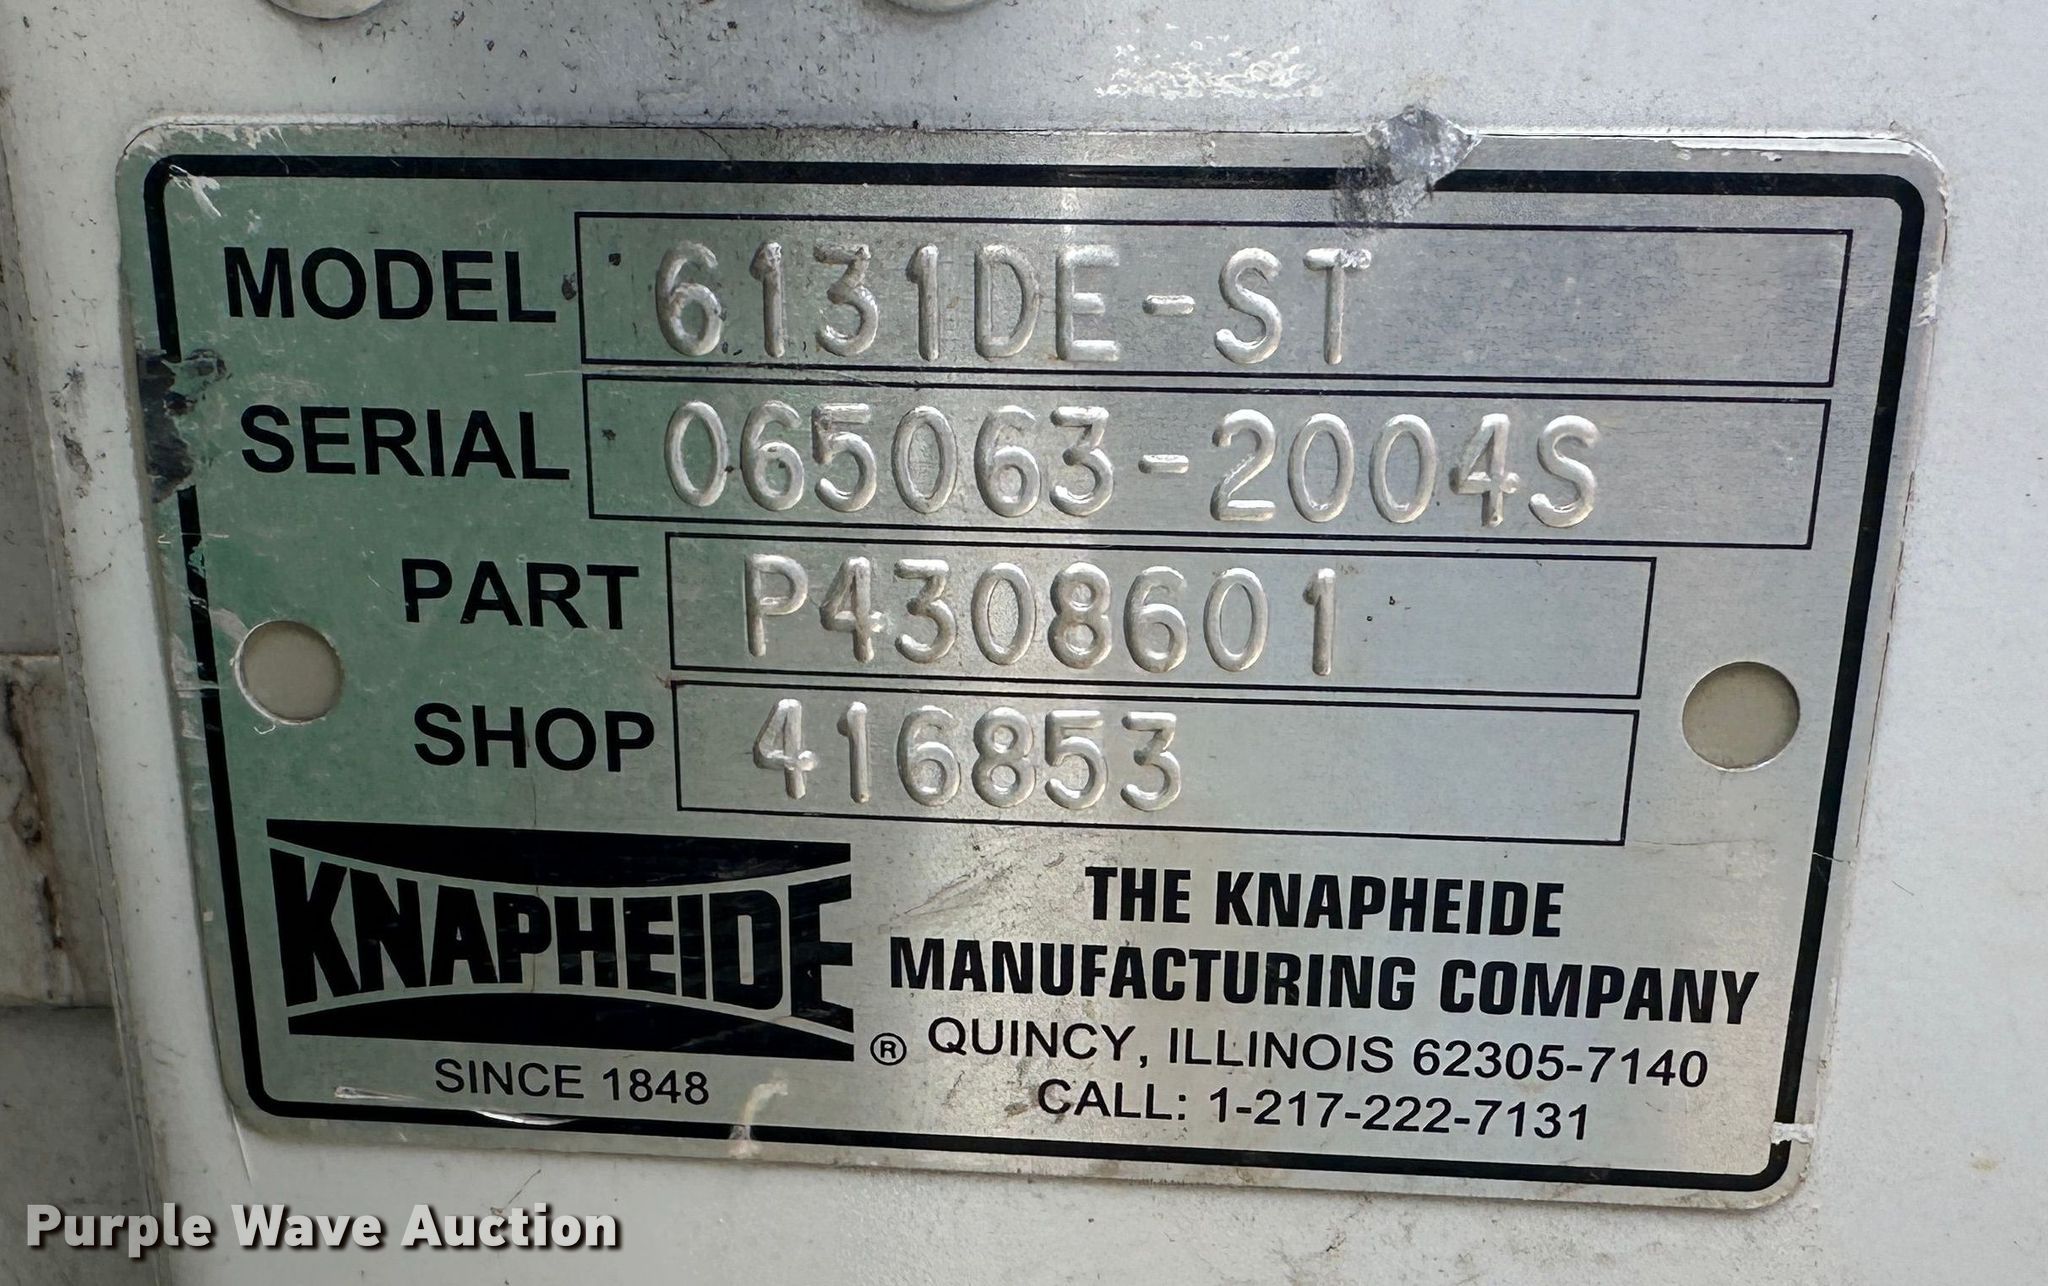 MODEL 6131DE-ST
SERIAL 065063-2004S
PART P4308601
SHOP 416853
KNAPHEIDE ®
SINCE 1848
THE KNAPHEIDE
MANUFACTURING COMPANY
QUINCY, ILLINOIS 62305-7140
CALL: 1-217-222-7131
Purple Wave Auction